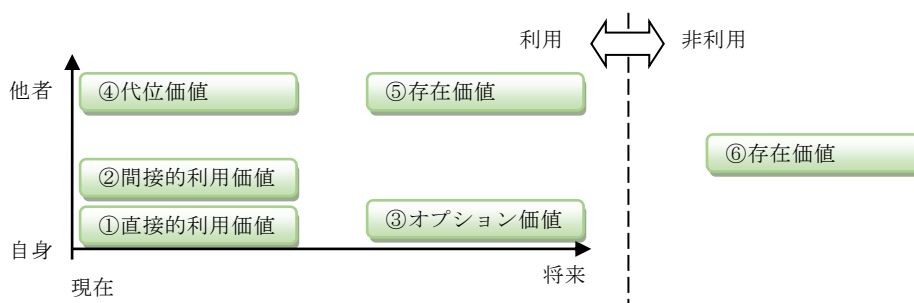 利用
非利用
他者
④代位価値
⑤存在価値
⑥存在価値
②間接的利用価値
①直接的利用価値
③オプション価値
自身
将来
現在